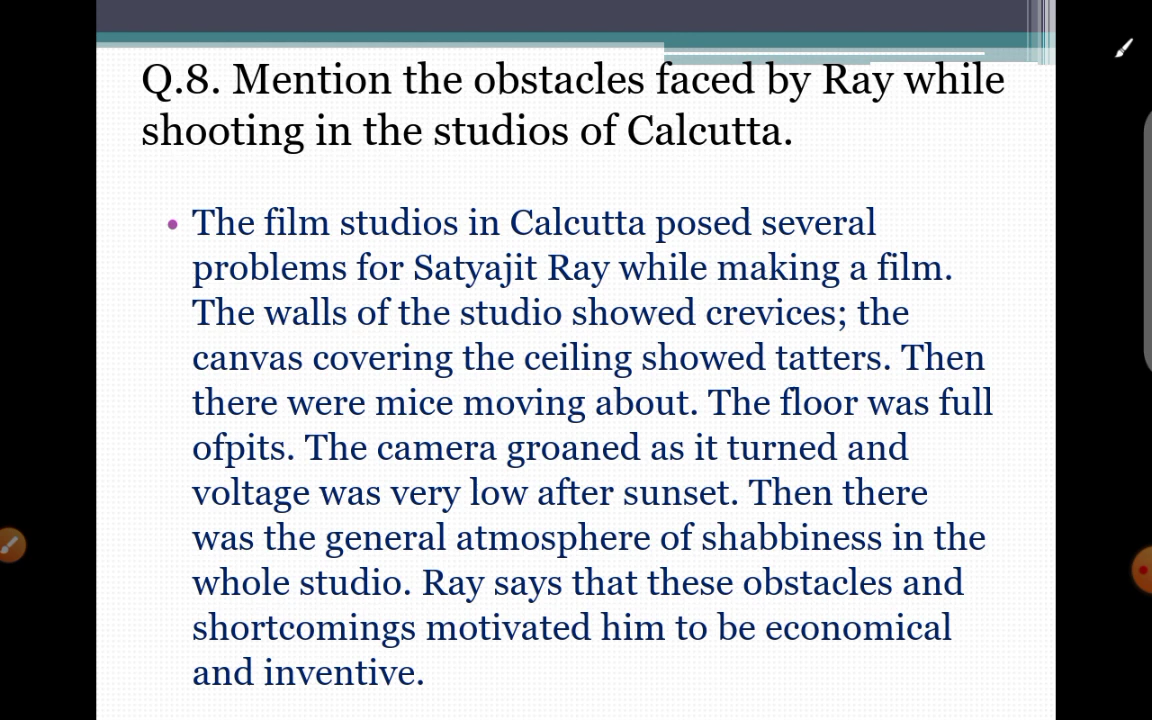 Q.8. Mention the obstacles faced by Ray while
shooting in the studios of Calcutta.
• The film studios in Calcutta posed several
problems for Satyajit Ray while making a film.
The walls of the studio showed crevices; the
canvas covering the ceiling showed tatters. Then
there were mice moving about. The floor was full
ofpits. The camera groaned as it turned and
voltage was very low after sunset. Then there
was the general atmosphere of shabbiness in the
whole studio. Ray says that these obstacles and
shortcomings motivated him to be economical
and inventive.